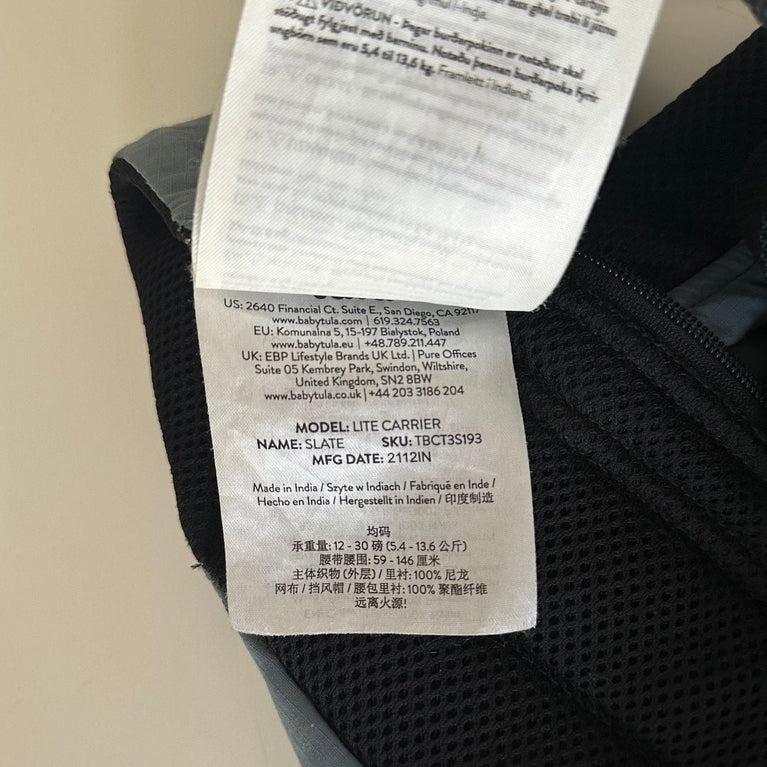 VIÐVÖRUN - Þegar burðarpokinn er notaður skal
stöðugt fylgjast með barninu. Notaðu þennan burðarpoka fyrir
ungbörn sem eru 5,4 til 13,6 kg. Framleitt í Indlandi.
US: 2640 Financial Ct. Suite E., San Diego, CA 92117
www.babytula.com | 619.324.7563
EU: Komunalna 5, 15-197 Bialystok, Poland
www.babytula.eu | +48.789.211.447
UK: EBP Lifestyle Brands UK Ltd. | Pure Offices
Suite 05 Kembrey Park, Swindon, Wiltshire,
United Kingdom, SN2 8BW
www.babytula.co.uk | +44 203 3186 204
MODEL: LITE CARRIER
NAME: SLATE SKU: TBCT3S193
MFG DATE: 2112IN
Made in India / Szyte w Indiach / Fabriqué en Inde /
Hecho en India / Hergestellt in Indien / 印度制造
均码
承重量: 12 - 30 磅 (5.4 - 13.6 公斤)
腰带腰围: 59 - 146 厘米
主体织物 (外层) / 里衬: 100% 尼龙
网布 / 挡风帽 / 腰包里衬: 100% 聚酯纤维
远离火源!